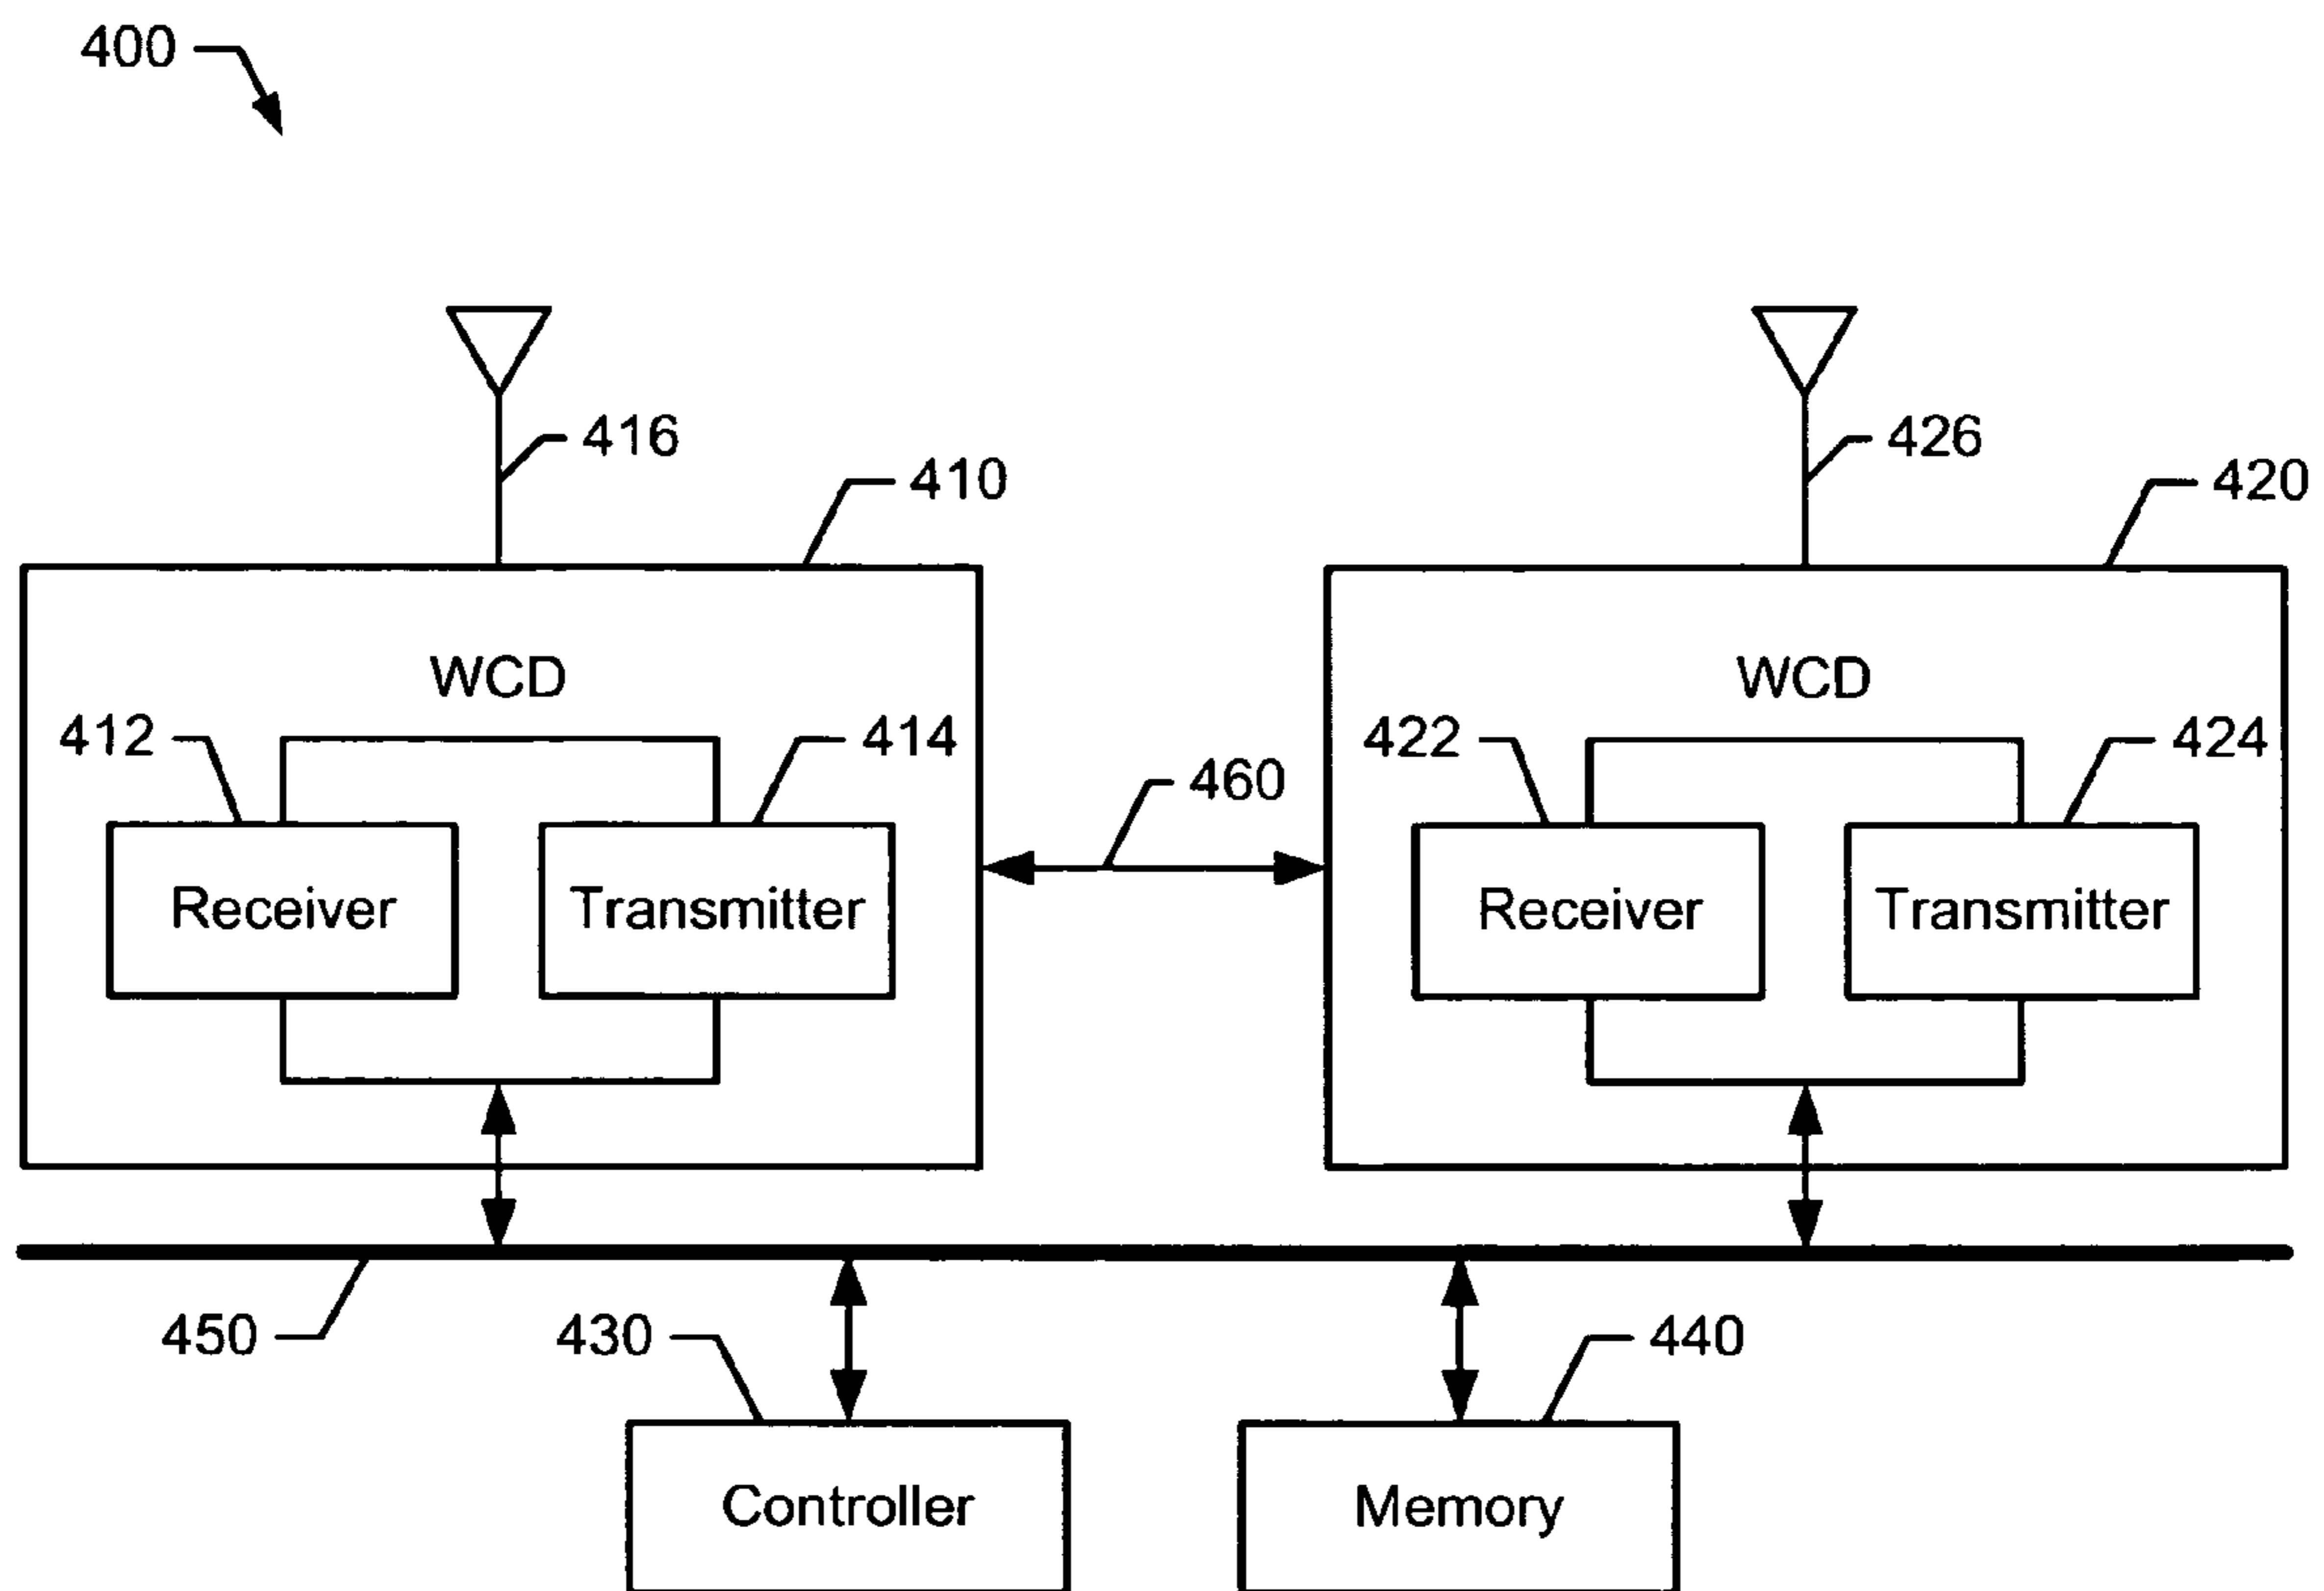 400
416
426
410
420
WCD
WCD
412
414
422
424
460
Receiver
Transmitter
Receiver
Transmitter
450
430
440
Controller
Memory